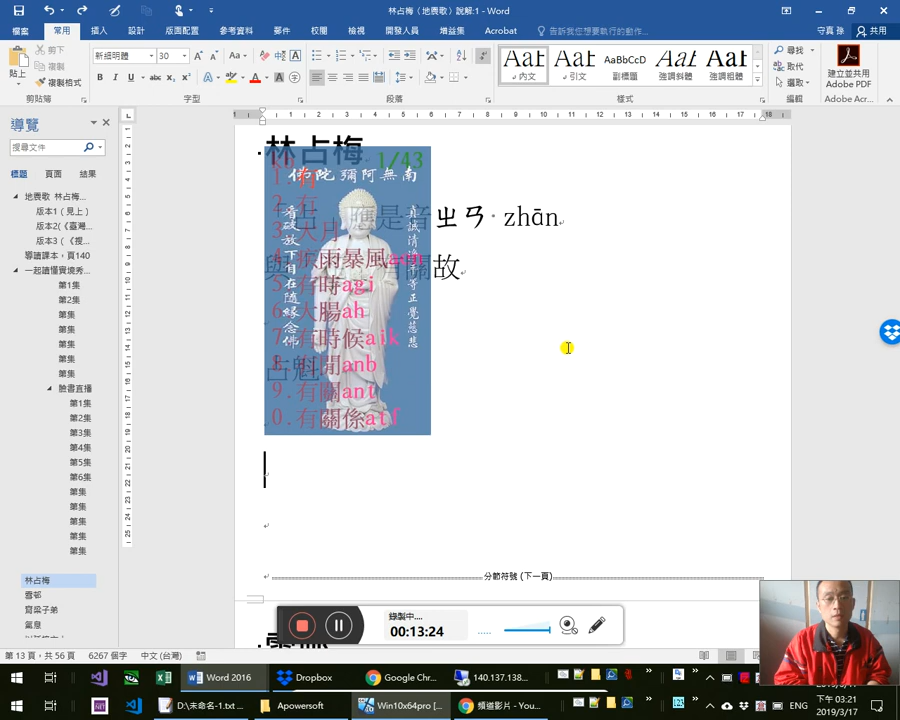 林占梅（地震歌）說解:1 - Word
檔案 常用 插入 設計 版面配置 參考資料 郵件 校閱 檢視 開發人員 增益集 Acrobat 告訴我您想要執行的動作... 守真 孫 共用
貼上 剪下 複製 複製格式 剪貼簿
新細明體 30 字型
段落
內文 引文 副標題 強調斜體 強調粗體 樣式
AaBbCcD
尋找 取代 選取 編輯
建立並共用 Adobe PDF
Adobe Acr...
導覽
搜尋文件
標題 頁面 結果
地震歌 林占梅
版本1（見上）
版本2(《臺灣...
版本3（《搜...
導讀課本，頁140
一起讀懂實境秀...
第1集
第2集
第集
第集
第集
第集
第集
臉書直播
第1集
第2集
第3集
第4集
第5集
第6集
第集
第集
第集
第集
第集
林占梅
齏子弟
氣息
林占梅
1/43
南無阿彌陀佛
真誠清淨平等正覺慈悲
看破放下自在隨緣念佛
占 應是音ㄓㄢ zhān
與 有關故
占魁
1.有
2.有
3.大月
4.痕雨暴風aen
5.有時agi
6.大腸ah
7.有時候aik
8.有閒anb
9.有關ant
0.有關係atf
分節符號 (下一頁)
錄製中....
00:13:24
第 13 頁，共 56 頁 6267 個字 中文 (台灣)
Word 2016 Dropbox Google Chr... 140.137.138...
D:\未命名-1.txt ... Apowersoft Win10x64pro [... 頻道影片 - You...
ENG
下午 03:21
2019/3/17